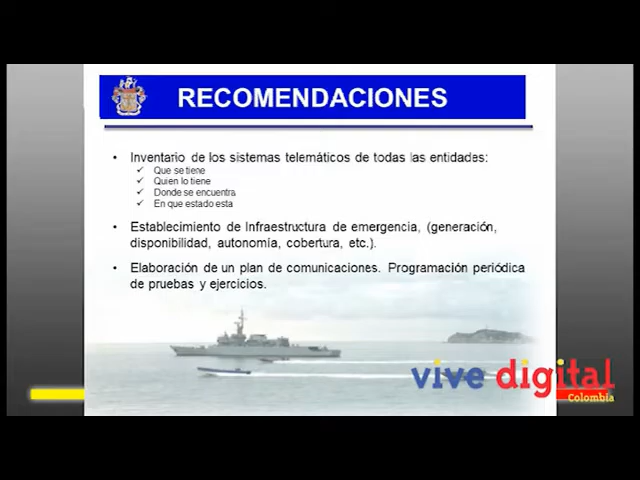 RECOMENDACIONES
• Inventario de los sistemas telemáticos de todas las entidades:
✓ Que se tiene
✓ Quien lo tiene
✓ Donde se encuentra
✓ En que estado esta
• Establecimiento de Infraestructura de emergencia, (generación,
disponibilidad, autonomía, cobertura, etc.).
• Elaboración de un plan de comunicaciones. Programación periódica
de pruebas y ejercicios.
vive digital
Colombia